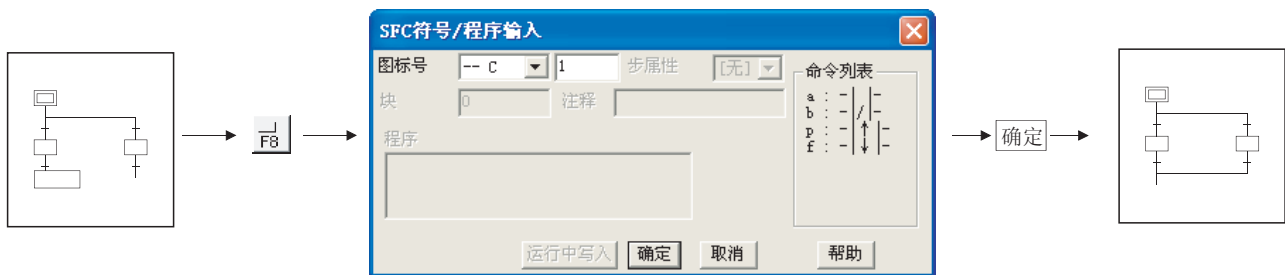 SFC符号/程序输入
图标号 -- C 1 步属性 [无]
块 0 注释
程序
命令列表
a : -| |-
b : -|/|-
p : -|↑|-
f : -|↓|-
运行中写入 确定 取消 帮助
F8
确定